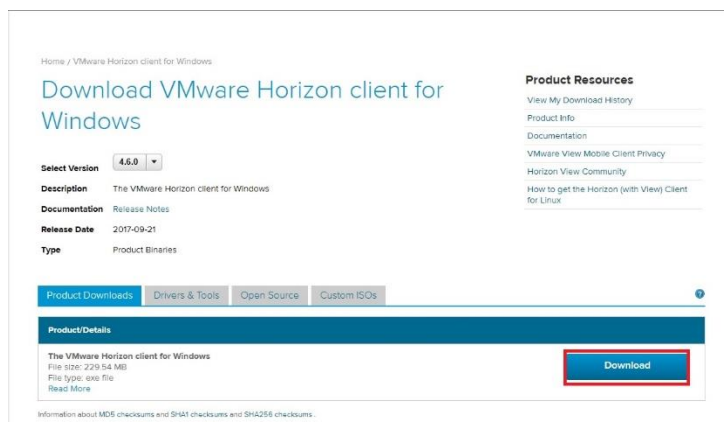 Home / VMware Horizon client for Windows
Download VMware Horizon client for
Windows
Select Version 4.6.0
Description The VMware Horizon client for Windows
Documentation Release Notes
Release Date 2017-09-21
Type Product Binaries
Product Resources
View My Download History
Product Info
Documentation
VMware View Mobile Client Privacy
Horizon View Community
How to get the Horizon (with View) Client
for Linux
Product Downloads Drivers & Tools Open Source Custom ISOs ?
Product/Details
The VMware Horizon client for Windows
File size: 229.54 MB
File type: exe file
Read More
Download
Information about MD5 checksums and SHA1 checksums and SHA256 checksums .